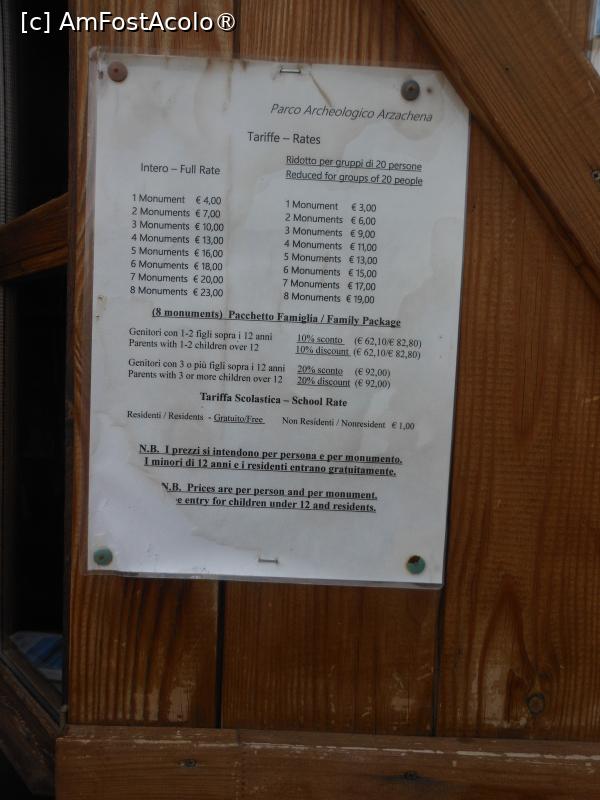 [c] AmFostAcolo®
Parco Archeologico Arzachena
Tariffe – Rates
Intero – Full Rate
1 Monument € 4,00
2 Monuments € 7,00
3 Monuments € 10,00
4 Monuments € 13,00
5 Monuments € 16,00
6 Monuments € 18,00
7 Monuments € 20,00
8 Monuments € 23,00
Ridotto per gruppi di 20 persone
Reduced for groups of 20 people
1 Monument € 3,00
2 Monuments € 6,00
3 Monuments € 9,00
4 Monuments € 11,00
5 Monuments € 13,00
6 Monuments € 15,00
7 Monuments € 17,00
8 Monuments € 19,00
(8 monuments) Pacchetto Famiglia / Family Package
Genitori con 1-2 figli sopra i 12 anni 10% sconto (€ 62,10/€ 82,80)
Parents with 1-2 children over 12 10% discount (€ 62,10/€ 82,80)
Genitori con 3 o più figli sopra i 12 anni 20% sconto (€ 92,00)
Parents with 3 or more children over 12 20% discount (€ 92,00)
Tariffa Scolastica – School Rate
Residenti / Residents - Gratuito/Free Non Residenti / Nonresident € 1,00
N.B. I prezzi si intendono per persona e per monumento.
I minori di 12 anni e i residenti entrano gratuitamente.
N.B. Prices are per person and per monument.
e entry for children under 12 and residents.